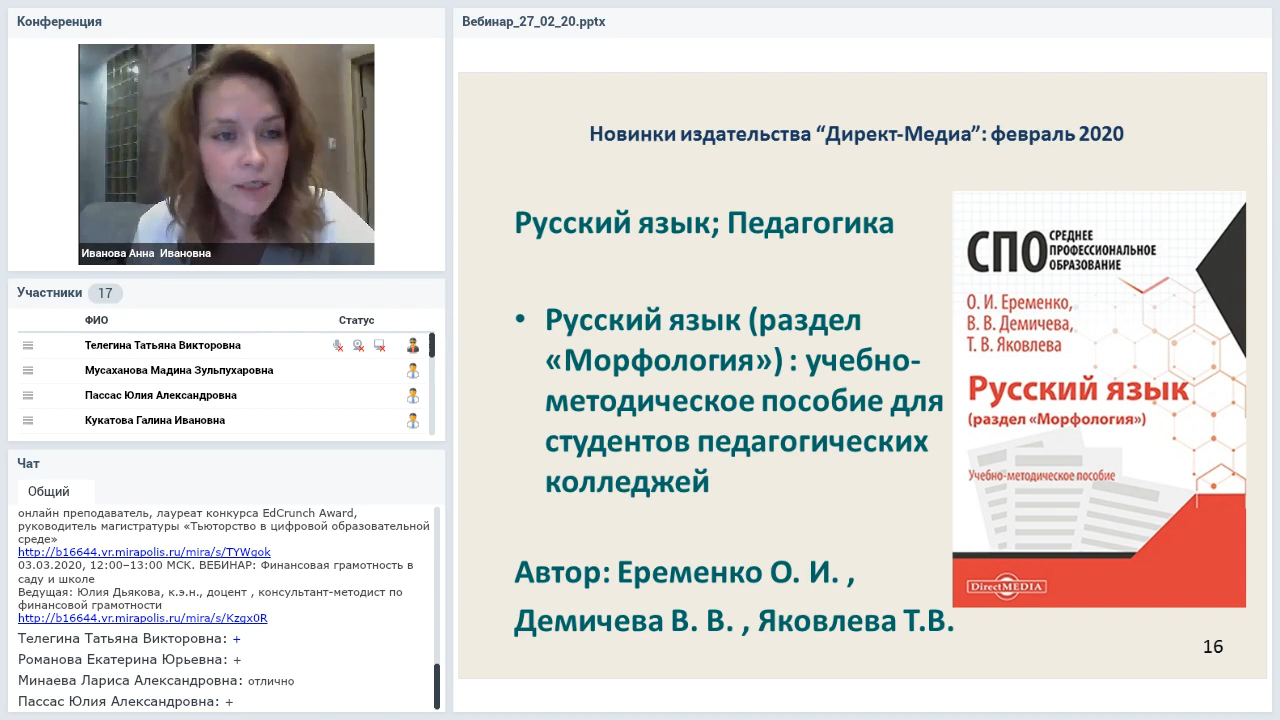 Конференция
Иванова Анна Ивановна
Участники 17
ФИО Статус
Телегина Татьяна Викторовна
Мусаханова Мадина Зульпухаровна
Пассас Юлия Александровна
Кукатова Галина Ивановна
Чат
Общий
онлайн преподаватель, лауреат конкурса EdCrunch Award,
руководитель магистратуры «Тьюторство в цифровой образовательной
среде»
http://b16644.vr.mirapolis.ru/mira/s/TYWgok
03.03.2020, 12:00–13:00 МСК. ВЕБИНАР: Финансовая грамотность в
саду и школе
Ведущая: Юлия Дьякова, к.э.н., доцент , консультант-методист по
финансовой грамотности
http://b16644.vr.mirapolis.ru/mira/s/Kzgx0R
Телегина Татьяна Викторовна: +
Романова Екатерина Юрьевна: +
Минаева Лариса Александровна: отлично
Пассас Юлия Александровна: +
Вебинар_27_02_20.pptx
Новинки издательства “Директ-Медиа”: февраль 2020
Русский язык; Педагогика
• Русский язык (раздел
«Морфология») : учебно-
методическое пособие для
студентов педагогических
колледжей
Автор: Еременко О. И. ,
Демичева В. В. , Яковлева Т.В.
СПО СРЕДНЕЕ
ПРОФЕССИОНАЛЬНОЕ
ОБРАЗОВАНИЕ
О. И. Еременко,
В. В. Демичева,
Т. В. Яковлева
Русский язык
(раздел «Морфология»)
Учебно-методическое пособие
DirectMEDIA
16